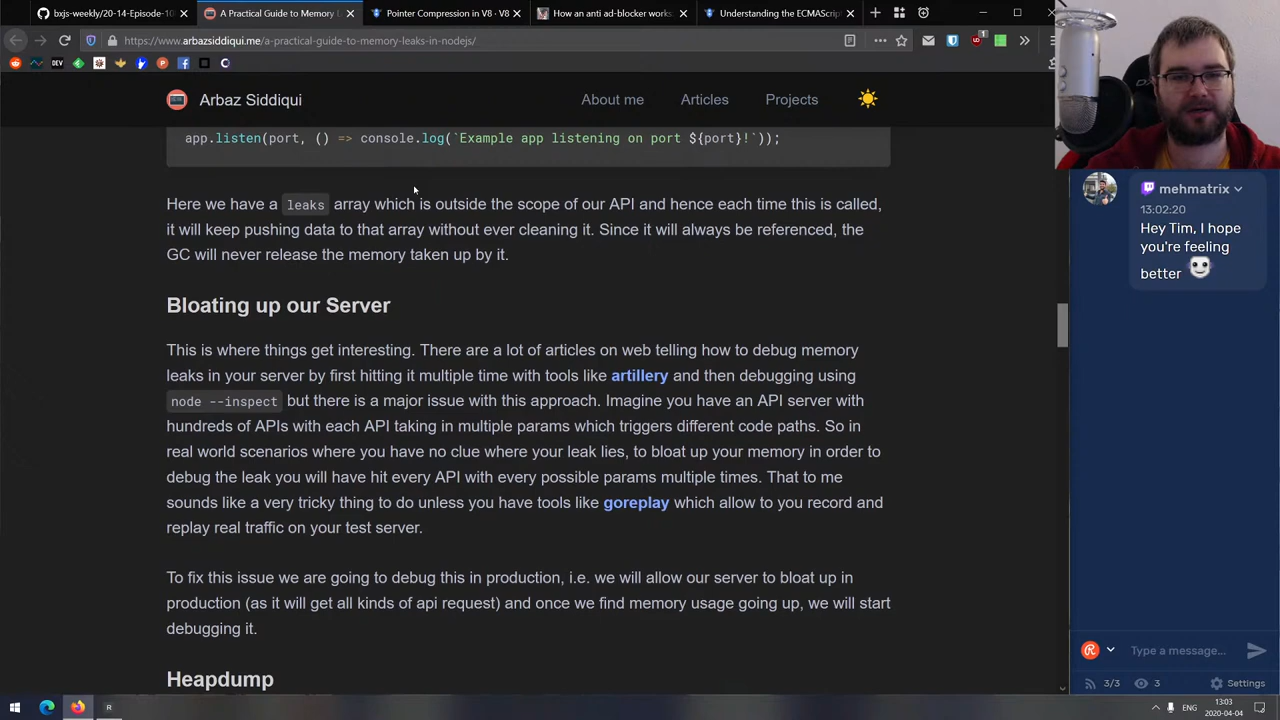 bxjs-weekly/20-14-Episode-10
A Practical Guide to Memory L
Pointer Compression in V8 · V8
How an anti ad-blocker works
Understanding the ECMAScript
https://www.arbazsiddiqui.me/a-practical-guide-to-memory-leaks-in-nodejs/
DEV
1
Arbaz Siddiqui
About me
Articles
Projects
app.listen(port, () => console.log(`Example app listening on port ${port}!`));
Here we have a leaks array which is outside the scope of our API and hence each time this is called,
it will keep pushing data to that array without ever cleaning it. Since it will always be referenced, the
GC will never release the memory taken up by it.
Bloating up our Server
This is where things get interesting. There are a lot of articles on web telling how to debug memory
leaks in your server by first hitting it multiple time with tools like artillery and then debugging using
node --inspect but there is a major issue with this approach. Imagine you have an API server with
hundreds of APIs with each API taking in multiple params which triggers different code paths. So in
real world scenarios where you have no clue where your leak lies, to bloat up your memory in order to
debug the leak you will have hit every API with every possible params multiple times. That to me
sounds like a very tricky thing to do unless you have tools like goreplay which allow to you record and
replay real traffic on your test server.
To fix this issue we are going to debug this in production, i.e. we will allow our server to bloat up in
production (as it will get all kinds of api request) and once we find memory usage going up, we will start
debugging it.
Heapdump
mehmatrix
13:02:20
Hey Tim, I hope
you're feeling
better
Type a message...
3/3
3
Settings
ENG
13:03
2020-04-04